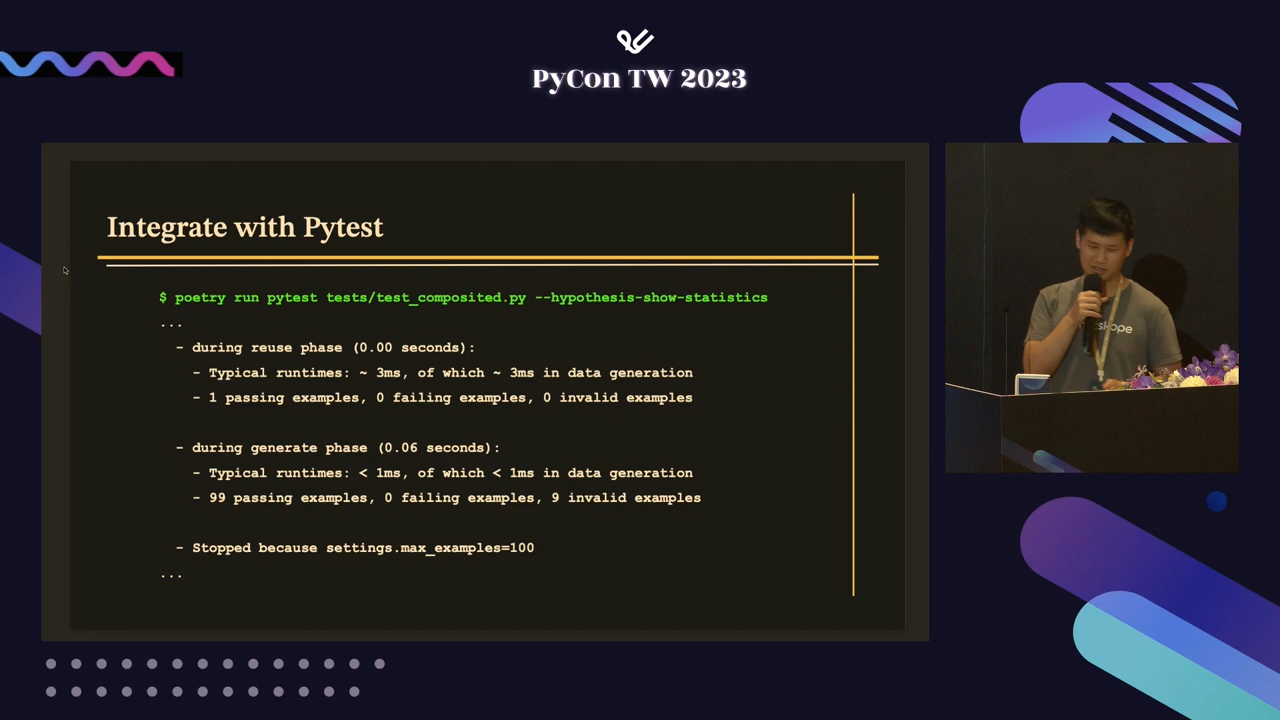 PyCon TW 2023
Integrate with Pytest
$ poetry run pytest tests/test_composited.py --hypothesis-show-statistics
...
- during reuse phase (0.00 seconds):
- Typical runtimes: ~ 3ms, of which ~ 3ms in data generation
- 1 passing examples, 0 failing examples, 0 invalid examples
- during generate phase (0.06 seconds):
- Typical runtimes: < 1ms, of which < 1ms in data generation
- 99 passing examples, 0 failing examples, 9 invalid examples
- Stopped because settings.max_examples=100
...